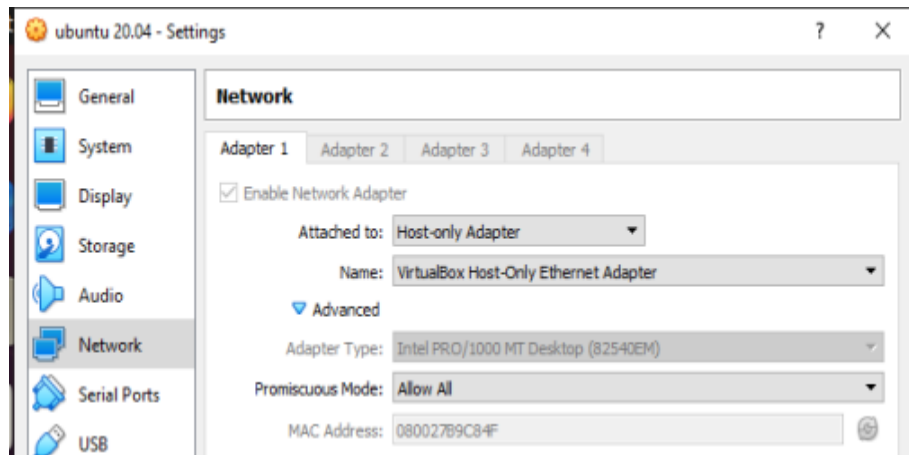 ubuntu 20.04 - Settings ? ×
General
Network
System
Adapter 1 Adapter 2 Adapter 3 Adapter 4
Enable Network Adapter
Display
Attached to: Host-only Adapter
Storage
Name: VirtualBox Host-Only Ethernet Adapter
Audio
Advanced
Network
Adapter Type: Intel PRO/1000 MT Desktop (82540EM)
Serial Ports
Promiscuous Mode: Allow All
MAC Address: 080027B9C84F
USB